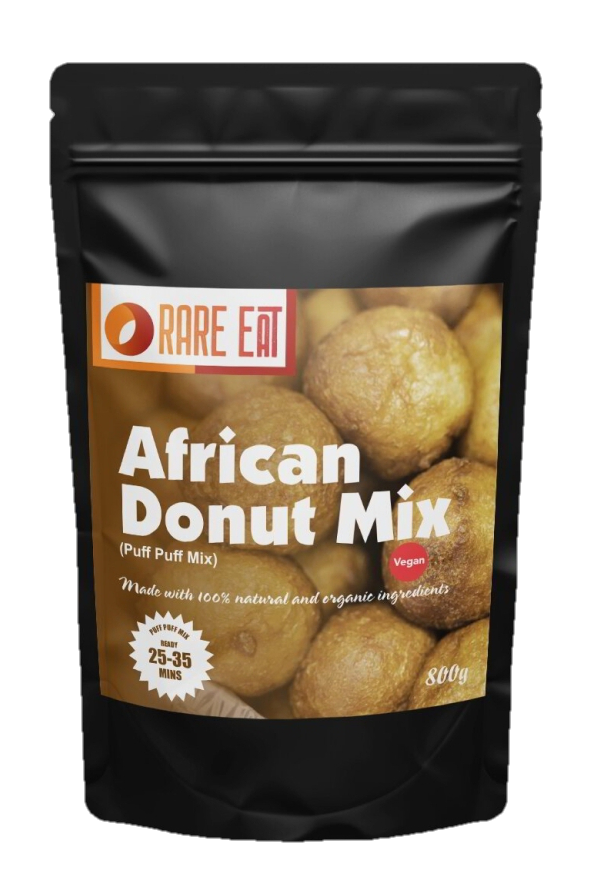 RARE EAT
African
Donut Mix
(Puff Puff Mix)
Vegan
Made with 100% natural and organic ingredients
PUFF PUFF MIX
READY
25-35
MINS
800g